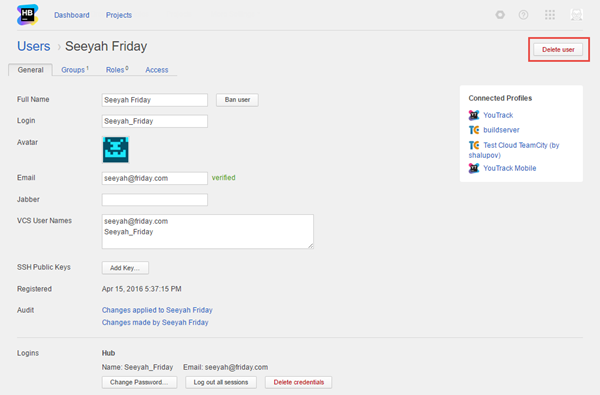 HB
Dashboard Projects
Users › Seeyah Friday
Delete user
General Groups 1 Roles 0 Access
Full Name Seeyah Friday Ban user
Login Seeyah_Friday
Avatar
Email seeyah@friday.com verified
Jabber
VCS User Names seeyah@friday.com
Seeyah_Friday
SSH Public Keys Add Key...
Registered Apr 15, 2016 5:37:15 PM
Audit Changes applied to Seeyah Friday
Changes made by Seeyah Friday
Connected Profiles
YouTrack
TC buildserver
TC Test Cloud TeamCity (by
shalupov)
YouTrack Mobile
Logins Hub
Name: Seeyah_Friday Email: seeyah@friday.com
Change Password... Log out all sessions Delete credentials